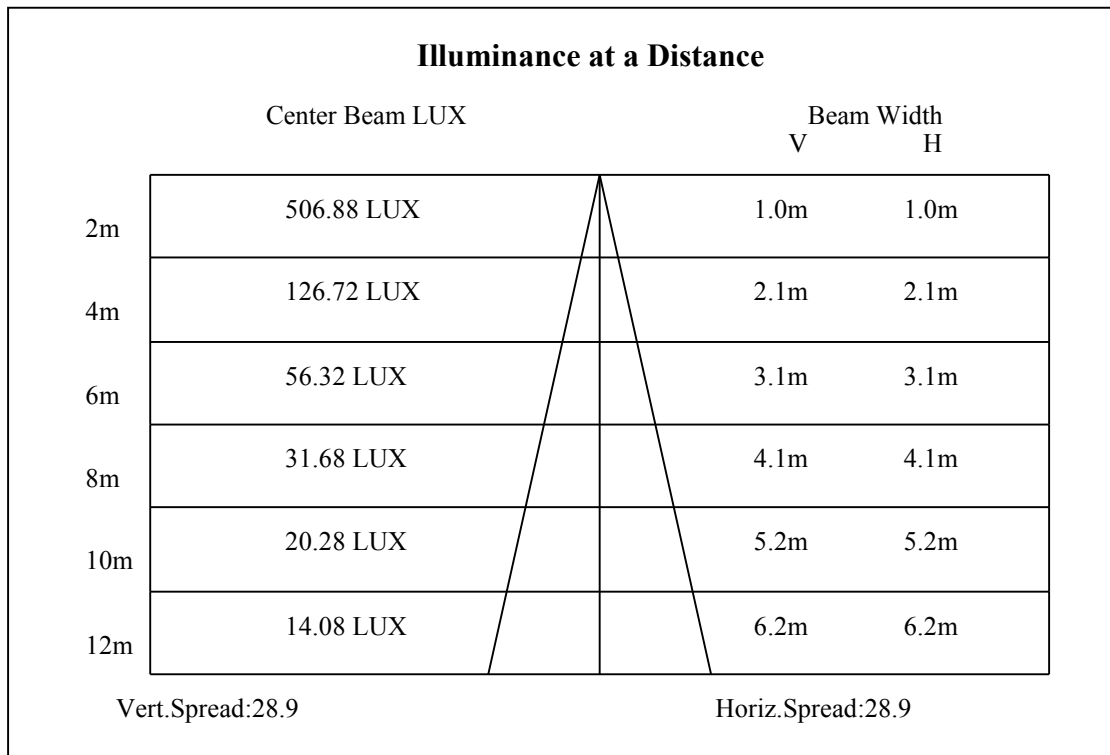 Illuminance at a Distance
Center Beam LUX Beam Width
V H
2m 506.88 LUX 1.0m 1.0m
4m 126.72 LUX 2.1m 2.1m
6m 56.32 LUX 3.1m 3.1m
8m 31.68 LUX 4.1m 4.1m
10m 20.28 LUX 5.2m 5.2m
12m 14.08 LUX 6.2m 6.2m
Vert.Spread:28.9 Horiz.Spread:28.9